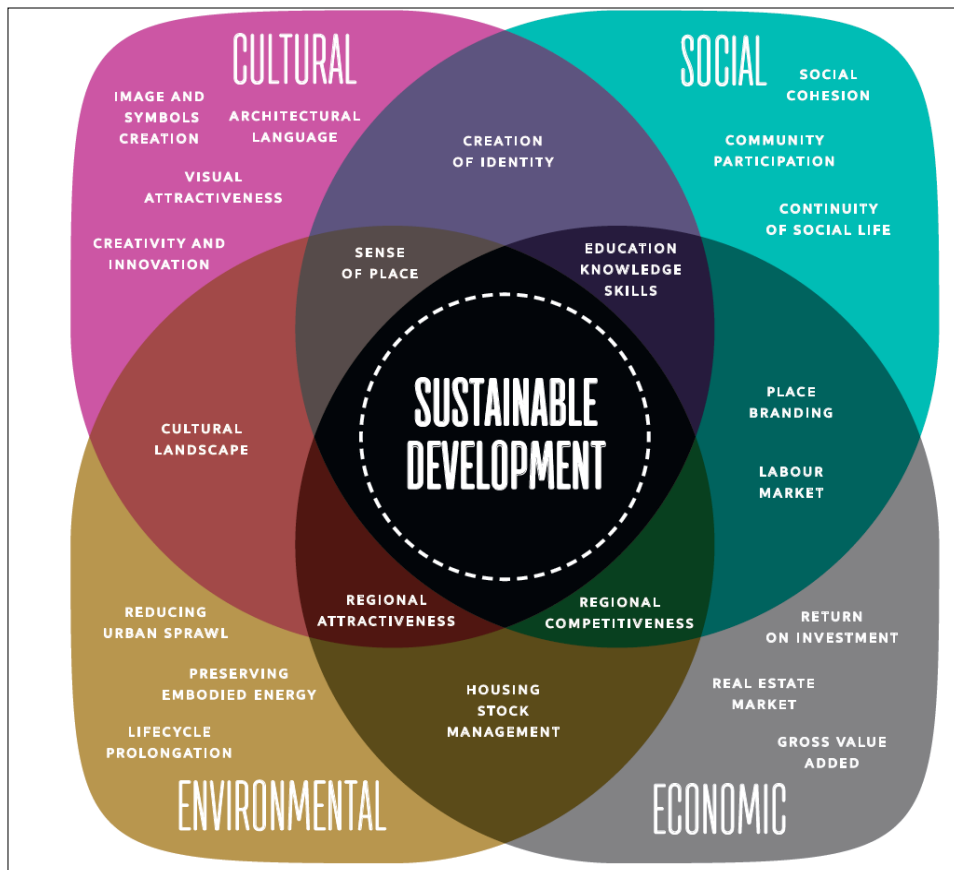 CULTURAL
IMAGE AND
SYMBOLS
CREATION
ARCHITECTURAL
LANGUAGE
VISUAL
ATTRACTIVENESS
CREATIVITY AND
INNOVATION
CREATION
OF IDENTITY
SOCIAL
SOCIAL
COHESION
COMMUNITY
PARTICIPATION
CONTINUITY
OF SOCIAL LIFE
SENSE
OF PLACE
EDUCATION
KNOWLEDGE
SKILLS
CULTURAL
LANDSCAPE
SUSTAINABLE
DEVELOPMENT
PLACE
BRANDING
LABOUR
MARKET
REGIONAL
ATTRACTIVENESS
REGIONAL
COMPETITIVENESS
REDUCING
URBAN SPRAWL
PRESERVING
EMBODIED ENERGY
LIFECYCLE
PROLONGATION
ENVIRONMENTAL
HOUSING
STOCK
MANAGEMENT
RETURN
ON INVESTMENT
REAL ESTATE
MARKET
GROSS VALUE
ADDED
ECONOMIC